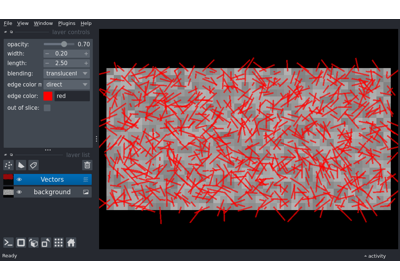 File View Window Plugins Help
layer controls
opacity: 0.70
width: 0.20
length: 2.50
blending: translucent
edge color m direct
edge color: red
out of slice:
layer list
Vectors
background
Ready
activity